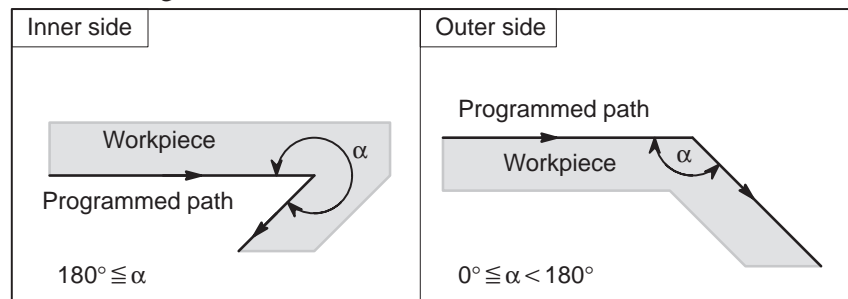 Inner side
Workpiece
α
Programmed path
180° ≦ α
Outer side
Programmed path
Workpiece
α
0° ≦ α < 180°